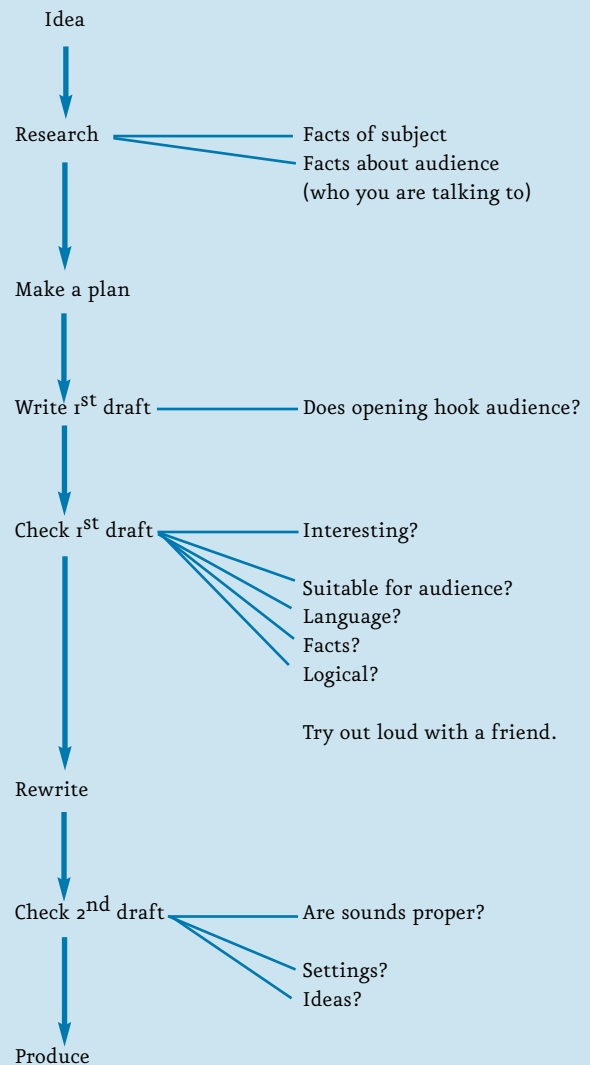 Idea
Research
Facts of subject
Facts about audience
(who you are talking to)
Make a plan
Write 1st draft
Does opening hook audience?
Check 1st draft
Interesting?
Suitable for audience?
Language?
Facts?
Logical?
Try out loud with a friend.
Rewrite
Check 2nd draft
Are sounds proper?
Settings?
Ideas?
Produce